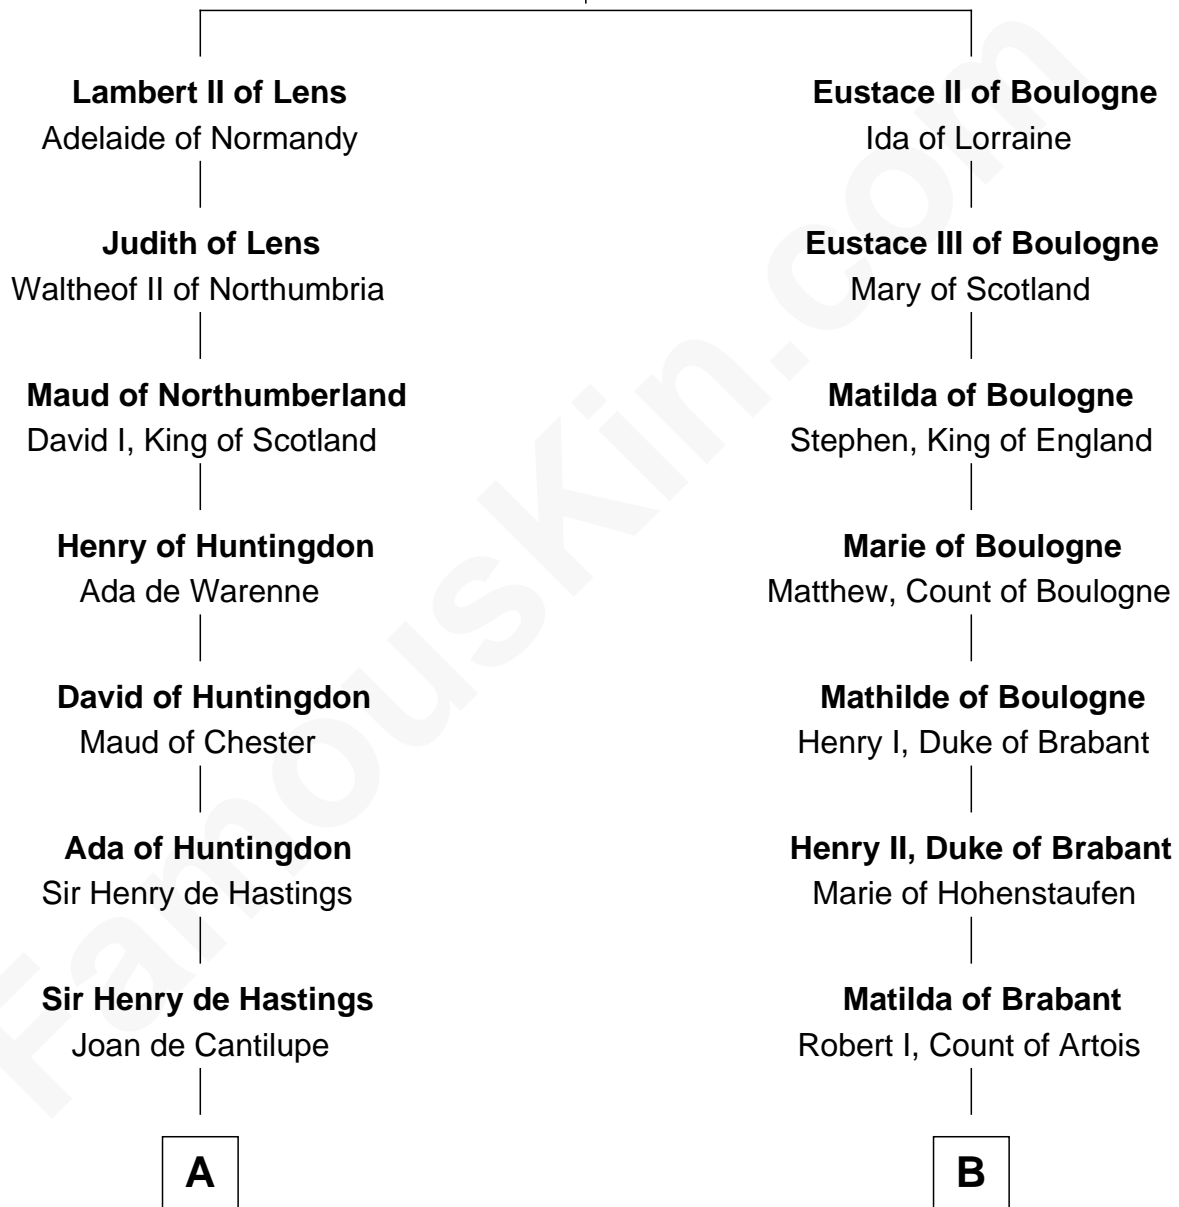 Lambert II of Lens
Adelaide of Normandy
Judith of Lens
Waltheof II of Northumbria
Maud of Northumberland
David I, King of Scotland
Henry of Huntingdon
Ada de Warenne
David of Huntingdon
Maud of Chester
Ada of Huntingdon
Sir Henry de Hastings
Sir Henry de Hastings
Joan de Cantilupe
A
Eustace II of Boulogne
Ida of Lorraine
Eustace III of Boulogne
Mary of Scotland
Matilda of Boulogne
Stephen, King of England
Marie of Boulogne
Matthew, Count of Boulogne
Mathilde of Boulogne
Henry I, Duke of Brabant
Henry II, Duke of Brabant
Marie of Hohenstaufen
Matilda of Brabant
Robert I, Count of Artois
B
FamousKin.com